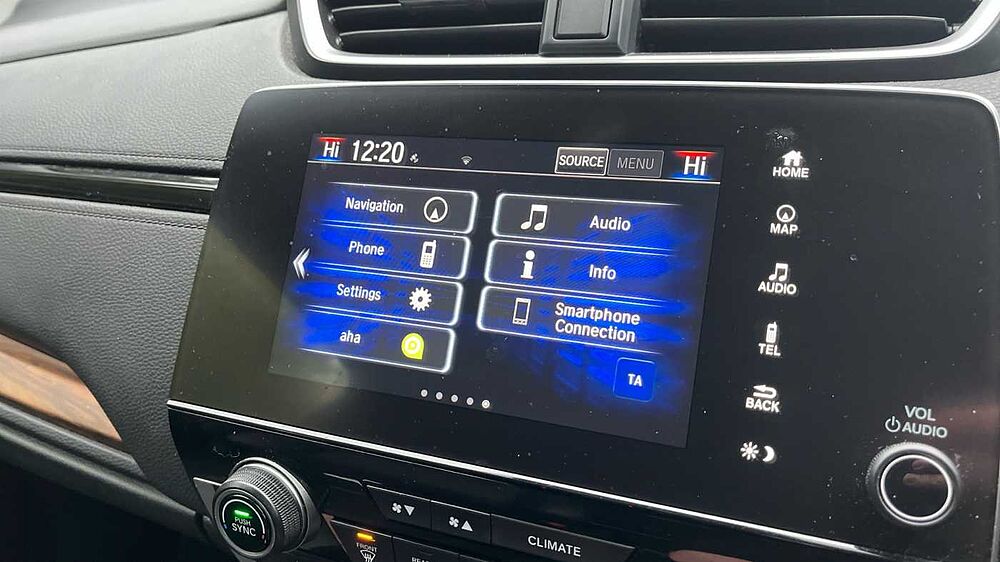 Hi 12:20 SOURCE MENU Hi
Navigation
Phone
Settings
aha
Audio
Info
Smartphone
Connection
TA
HOME
MAP
AUDIO
TEL
BACK
VOL
AUDIO
PUSH
SYNC
FRONT
CLIMATE